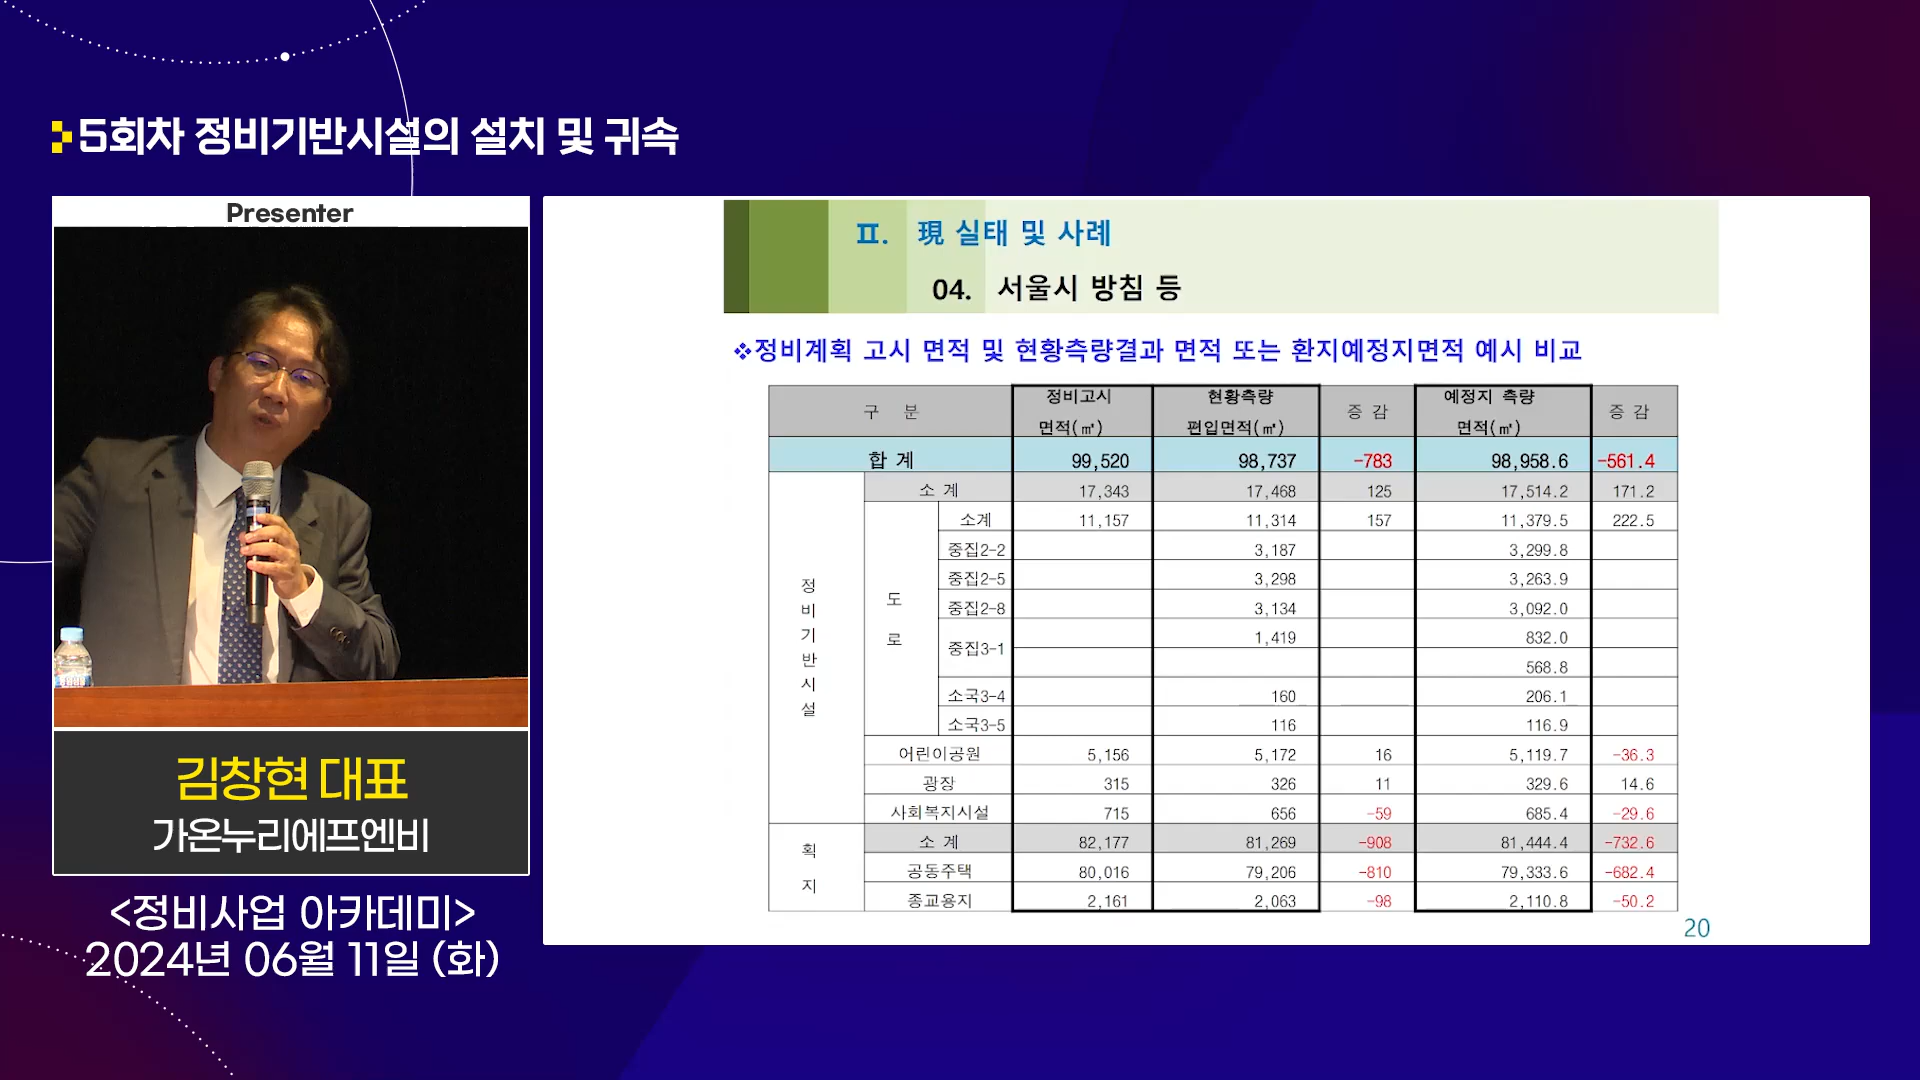 5회차 정비기반시설의 설치 및 귀속
Presenter
김창현 대표
가온누리에프엔비
<정비사업 아카데미>
2024년 06월 11일 (화)
Ⅱ. 現 실태 및 사례
04. 서울시 방침 등
❖정비계획 고시 면적 및 현황측량결과 면적 또는 환지예정지면적 예시 비교
구 분 정비고시 면적(㎡) 현황측량 편입면적(㎡) 증 감 예정지 측량 면적(㎡) 증 감
합 계 99,520 98,737 -783 98,958.6 -561.4
정비기반시설
소 계 17,343 17,468 125 17,514.2 171.2
도로
소계 11,157 11,314 157 11,379.5 222.5
중집2-2 3,187 3,299.8
중집2-5 3,298 3,263.9
중집2-8 3,134 3,092.0
중집3-1 1,419 832.0
568.8
소국3-4 160 206.1
소국3-5 116 116.9
어린이공원 5,156 5,172 16 5,119.7 -36.3
광장 315 326 11 329.6 14.6
사회복지시설 715 656 -59 685.4 -29.6
획지
소 계 82,177 81,269 -908 81,444.4 -732.6
공동주택 80,016 79,206 -810 79,333.6 -682.4
종교용지 2,161 2,063 -98 2,110.8 -50.2
20